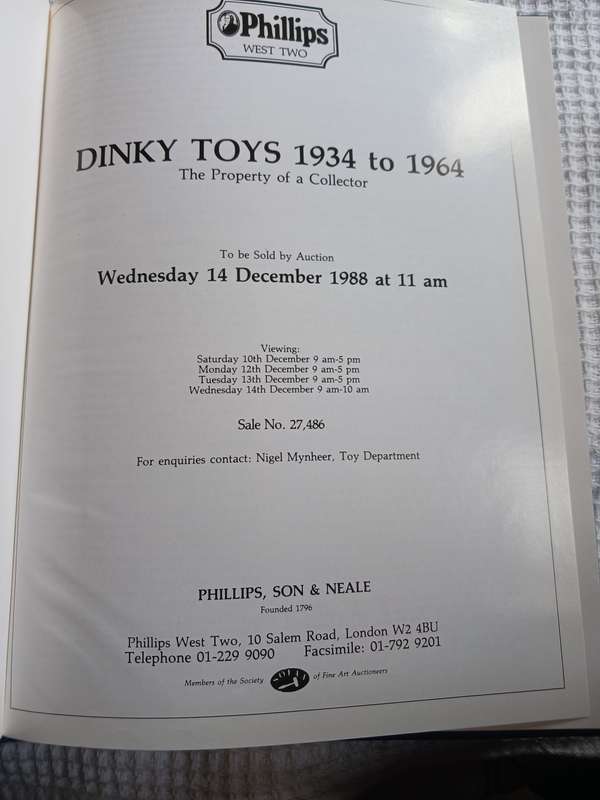 Phillips
WEST TWO
DINKY TOYS 1934 to 1964
The Property of a Collector
To be Sold by Auction
Wednesday 14 December 1988 at 11 am
Viewing:
Saturday 10th December 9 am-5 pm
Monday 12th December 9 am-5 pm
Tuesday 13th December 9 am-5 pm
Wednesday 14th December 9 am-10 am
Sale No. 27,486
For enquiries contact: Nigel Mynheer, Toy Department
PHILLIPS, SON & NEALE
Founded 1796
Phillips West Two, 10 Salem Road, London W2 4BU
Telephone 01-229 9090 Facsimile: 01-792 9201
Members of the Society SOFAA of Fine Art Auctioneers